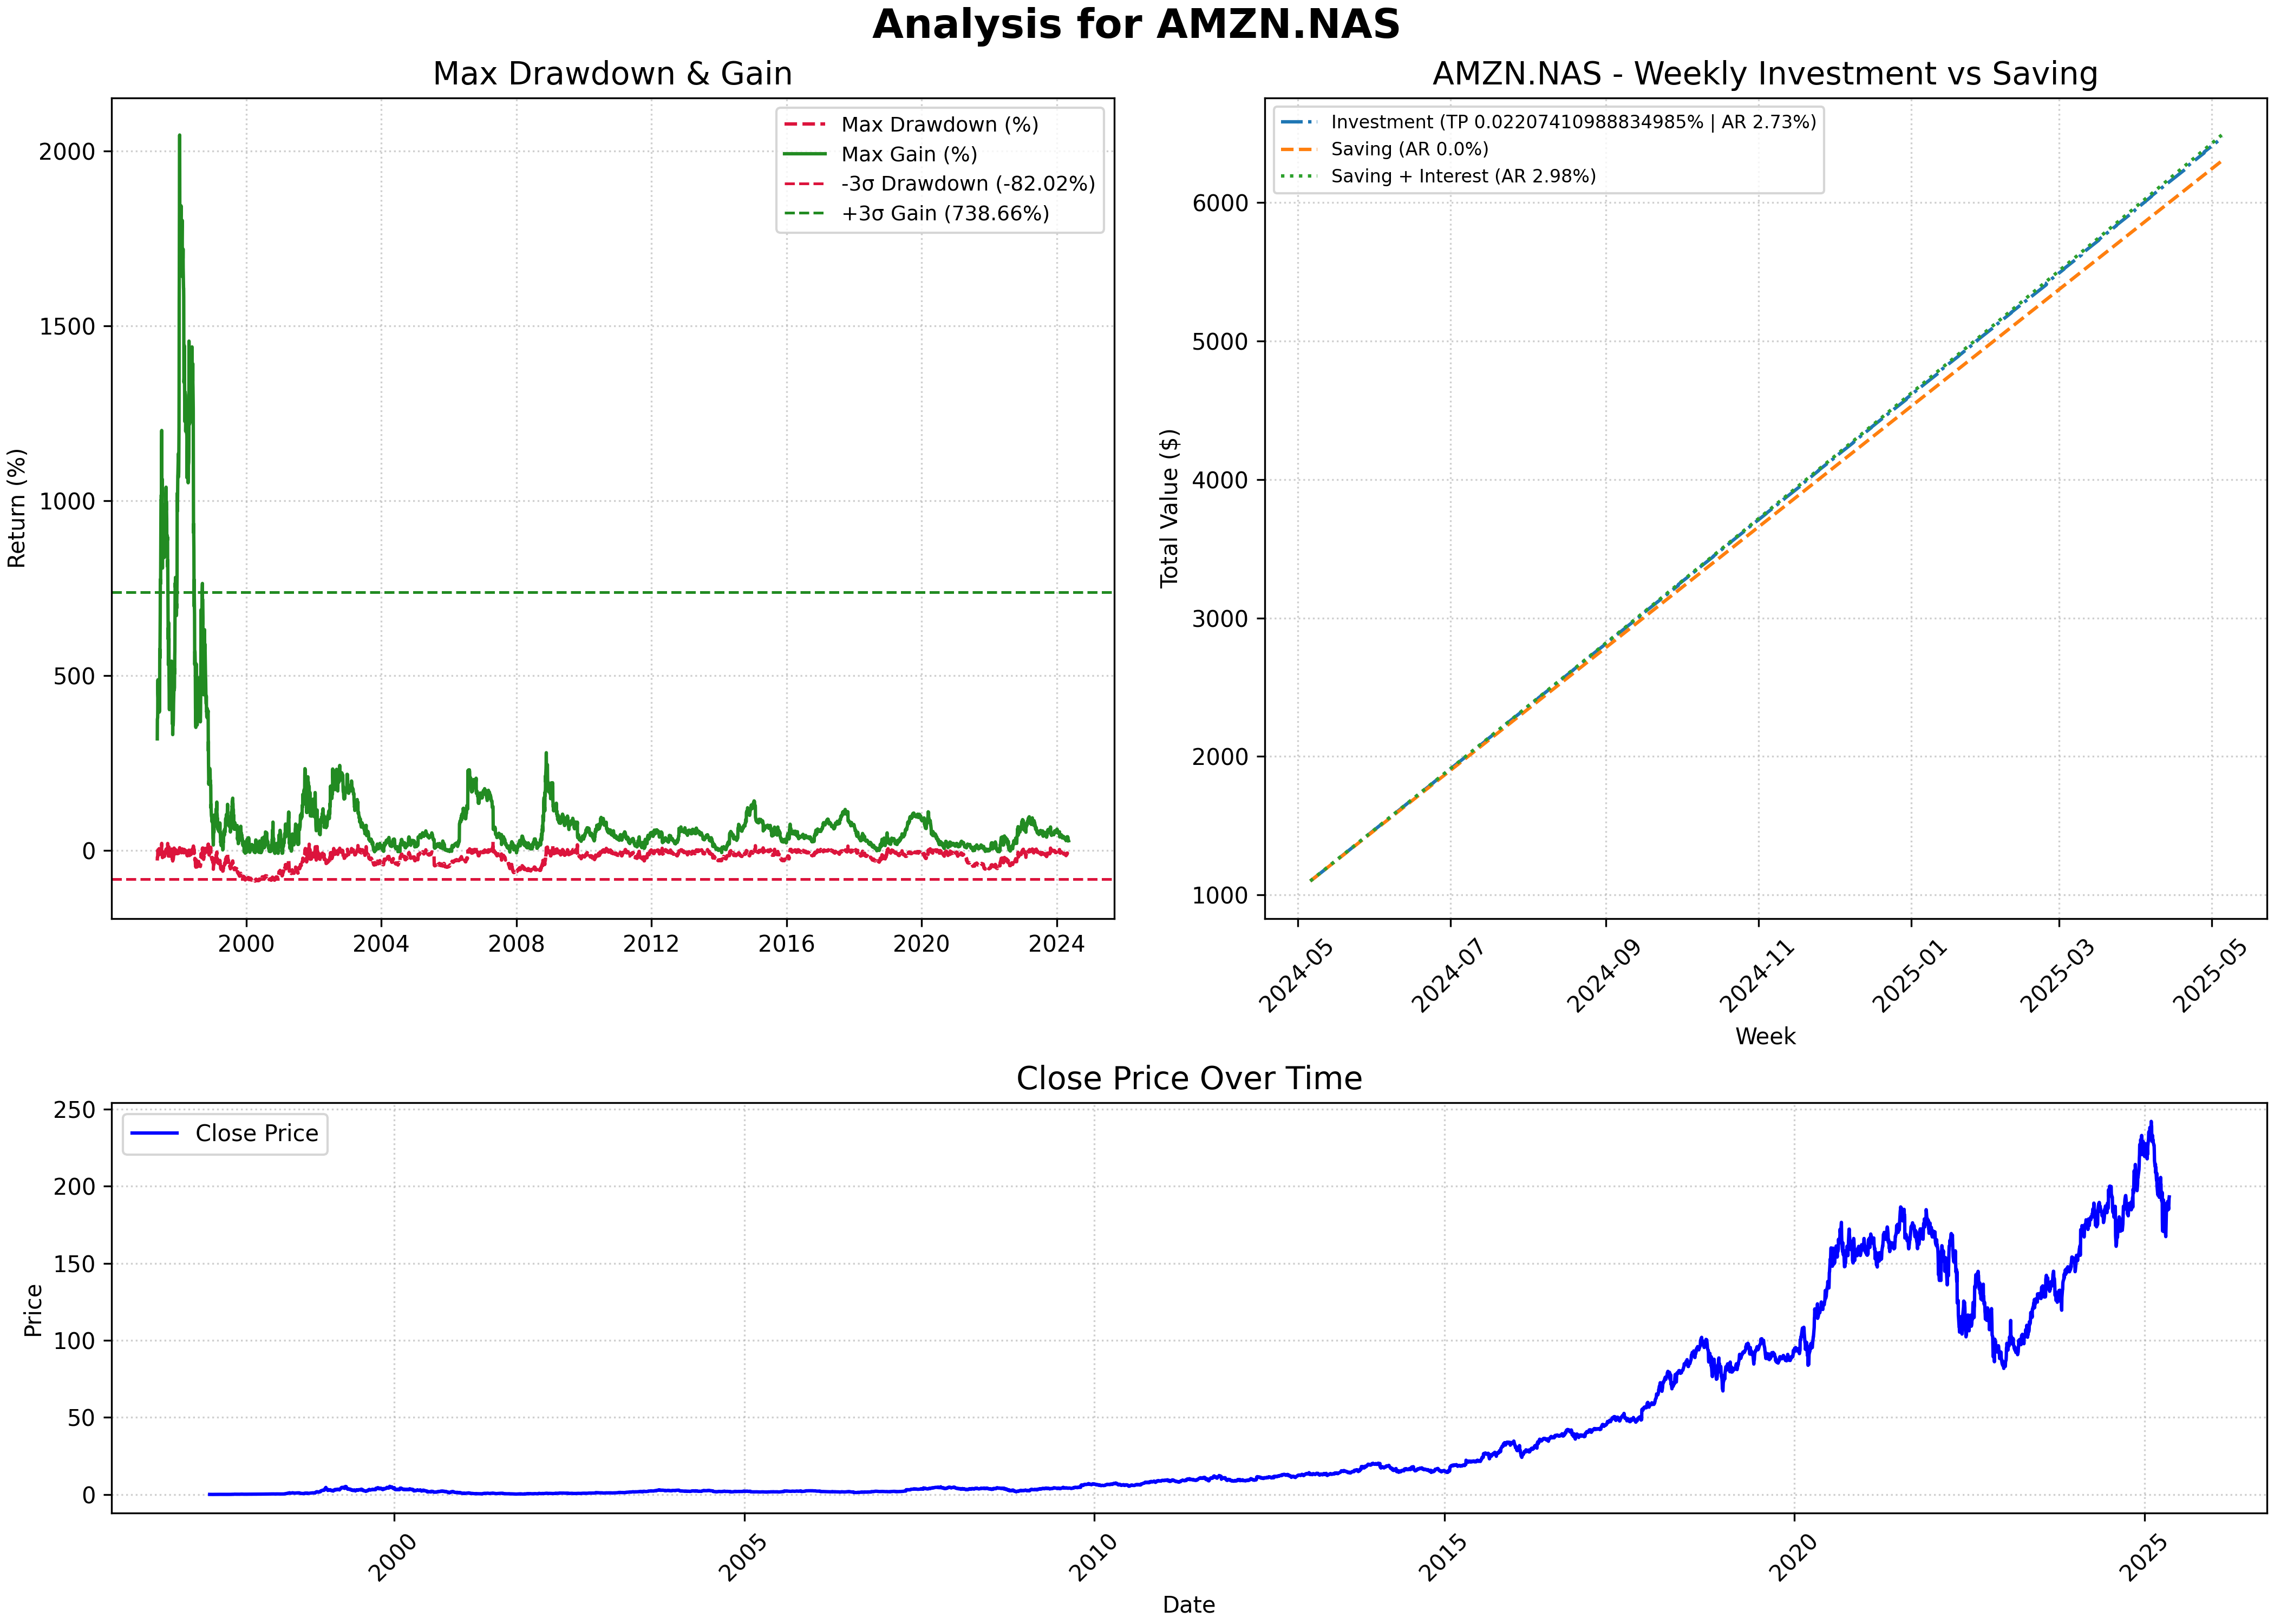 Analysis for AMZN.NAS
Max Drawdown & Gain
Max Drawdown (%)
Max Gain (%)
-3σ Drawdown (-82.02%)
+3σ Gain (738.66%)
Return (%)
2000
1500
1000
500
0
2000 2004 2008 2012 2016 2020 2024
AMZN.NAS - Weekly Investment vs Saving
Investment (TP 0.02207410988834985% | AR 2.73%)
Saving (AR 0.0%)
Saving + Interest (AR 2.98%)
Total Value ($)
6000
5000
4000
3000
2000
1000
2024-05 2024-07 2024-09 2024-11 2025-01 2025-03 2025-05
Week
Close Price Over Time
Close Price
Price
250
200
150
100
50
0
2000 2005 2010 2015 2020 2025
Date